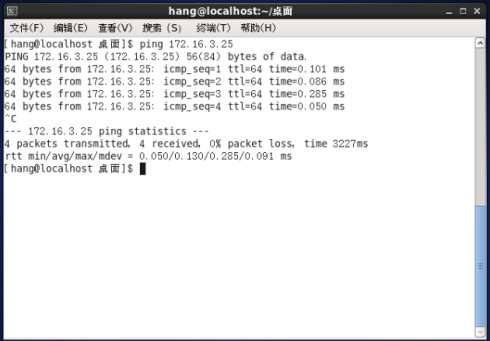 hang@localhost:~/桌面
文件(F) 编辑(E) 查看(V) 搜索 (S) 终端(T) 帮助(H)
[hang@localhost 桌面]$ ping 172.16.3.25
PING 172.16.3.25 (172.16.3.25) 56(84) bytes of data.
64 bytes from 172.16.3.25: icmp_seq=1 ttl=64 time=0.101 ms
64 bytes from 172.16.3.25: icmp_seq=2 ttl=64 time=0.086 ms
64 bytes from 172.16.3.25: icmp_seq=3 ttl=64 time=0.285 ms
64 bytes from 172.16.3.25: icmp_seq=4 ttl=64 time=0.050 ms
^C
--- 172.16.3.25 ping statistics ---
4 packets transmitted, 4 received, 0% packet loss, time 3227ms
rtt min/avg/max/mdev = 0.050/0.130/0.285/0.091 ms
[hang@localhost 桌面]$